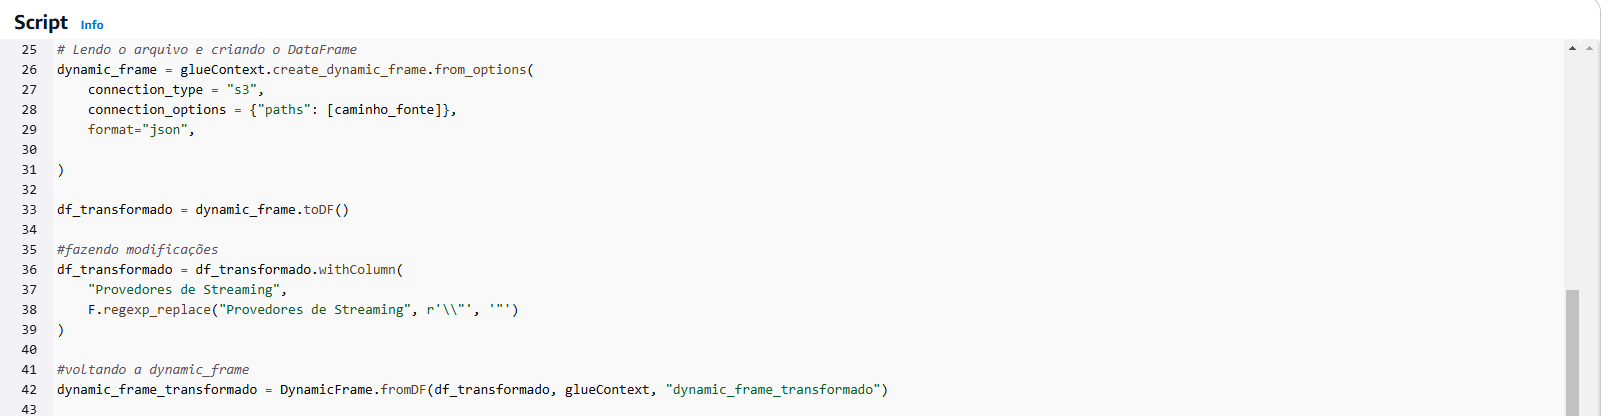 Script Info
25 # Lendo o arquivo e criando o DataFrame
26 dynamic_frame = glueContext.create_dynamic_frame.from_options(
27     connection_type = "s3",
28     connection_options = {"paths": [caminho_fonte]},
29     format="json",
30
31 )
32
33 df_transformado = dynamic_frame.toDF()
34
35 #fazendo modificações
36 df_transformado = df_transformado.withColumn(
37     "Provedores de Streaming",
38     F.regexp_replace("Provedores de Streaming", r'\\"', '"')
39 )
40
41 #voltando a dynamic_frame
42 dynamic_frame_transformado = DynamicFrame.fromDF(df_transformado, glueContext, "dynamic_frame_transformado")
43